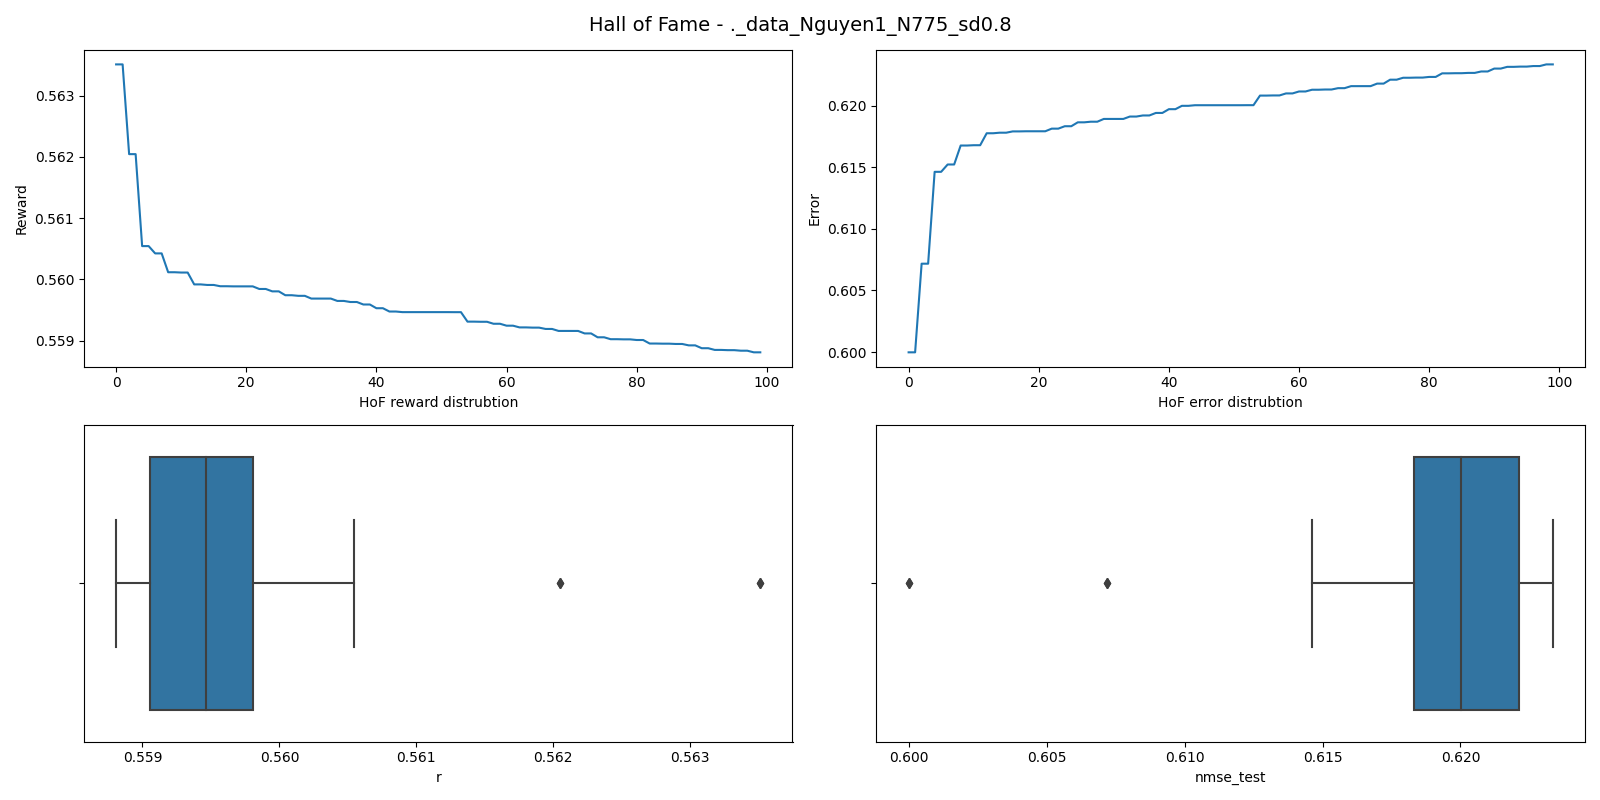 Hall of Fame - ._data_Nguyen1_N775_sd0.8
Reward
0.563
0.562
0.561
0.560
0.559
0 20 40 60 80 100
HoF reward distrubtion
Error
0.620
0.615
0.610
0.605
0.600
0 20 40 60 80 100
HoF error distrubtion
0.559 0.560 0.561 0.562 0.563
r
0.600 0.605 0.610 0.615 0.620
nmse_test